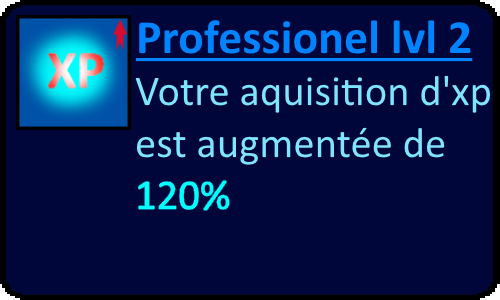 XP
Professionel lvl 2
Votre aquisition d'xp
est augmentée de
120%